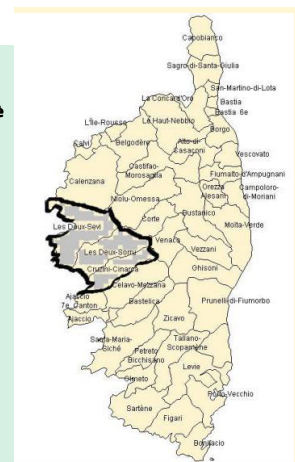 Capobianco
Sagro-di-Santa-Giulia
San-Martino-di-Lota
La Conca-d'Oro
Bastia
Bastia 6e
L'Île-Rousse
Le Haut-Nebbio
Borgo
Calvi
Belgodère
Alto-di-Casaconi
Vescovato
Castifao-
Morosaglia
Fiumalto-d'Ampugnani
Calenzana
Orezza-
Alesani
Campoloro-
di-Moriani
Niolu-Omessa
Bustanico
Corte
Moïta-Verde
Les Deux-Sevi
Venaco
Les Deux-Sorru
Vezzani
Cruzini-Cinarca
Ghisoni
Celavo-Mezzana
Ajaccio
7e Canton
Bastelica
Prunelli-di-Fiumorbo
Ajaccio
Zicavo
Santa-Maria-
Siché
Tallano-
Scopamène
Petreto
Bicchisano
Levie
Olmeto
Porto-Vecchio
Sartène
Figari
Bonifacio